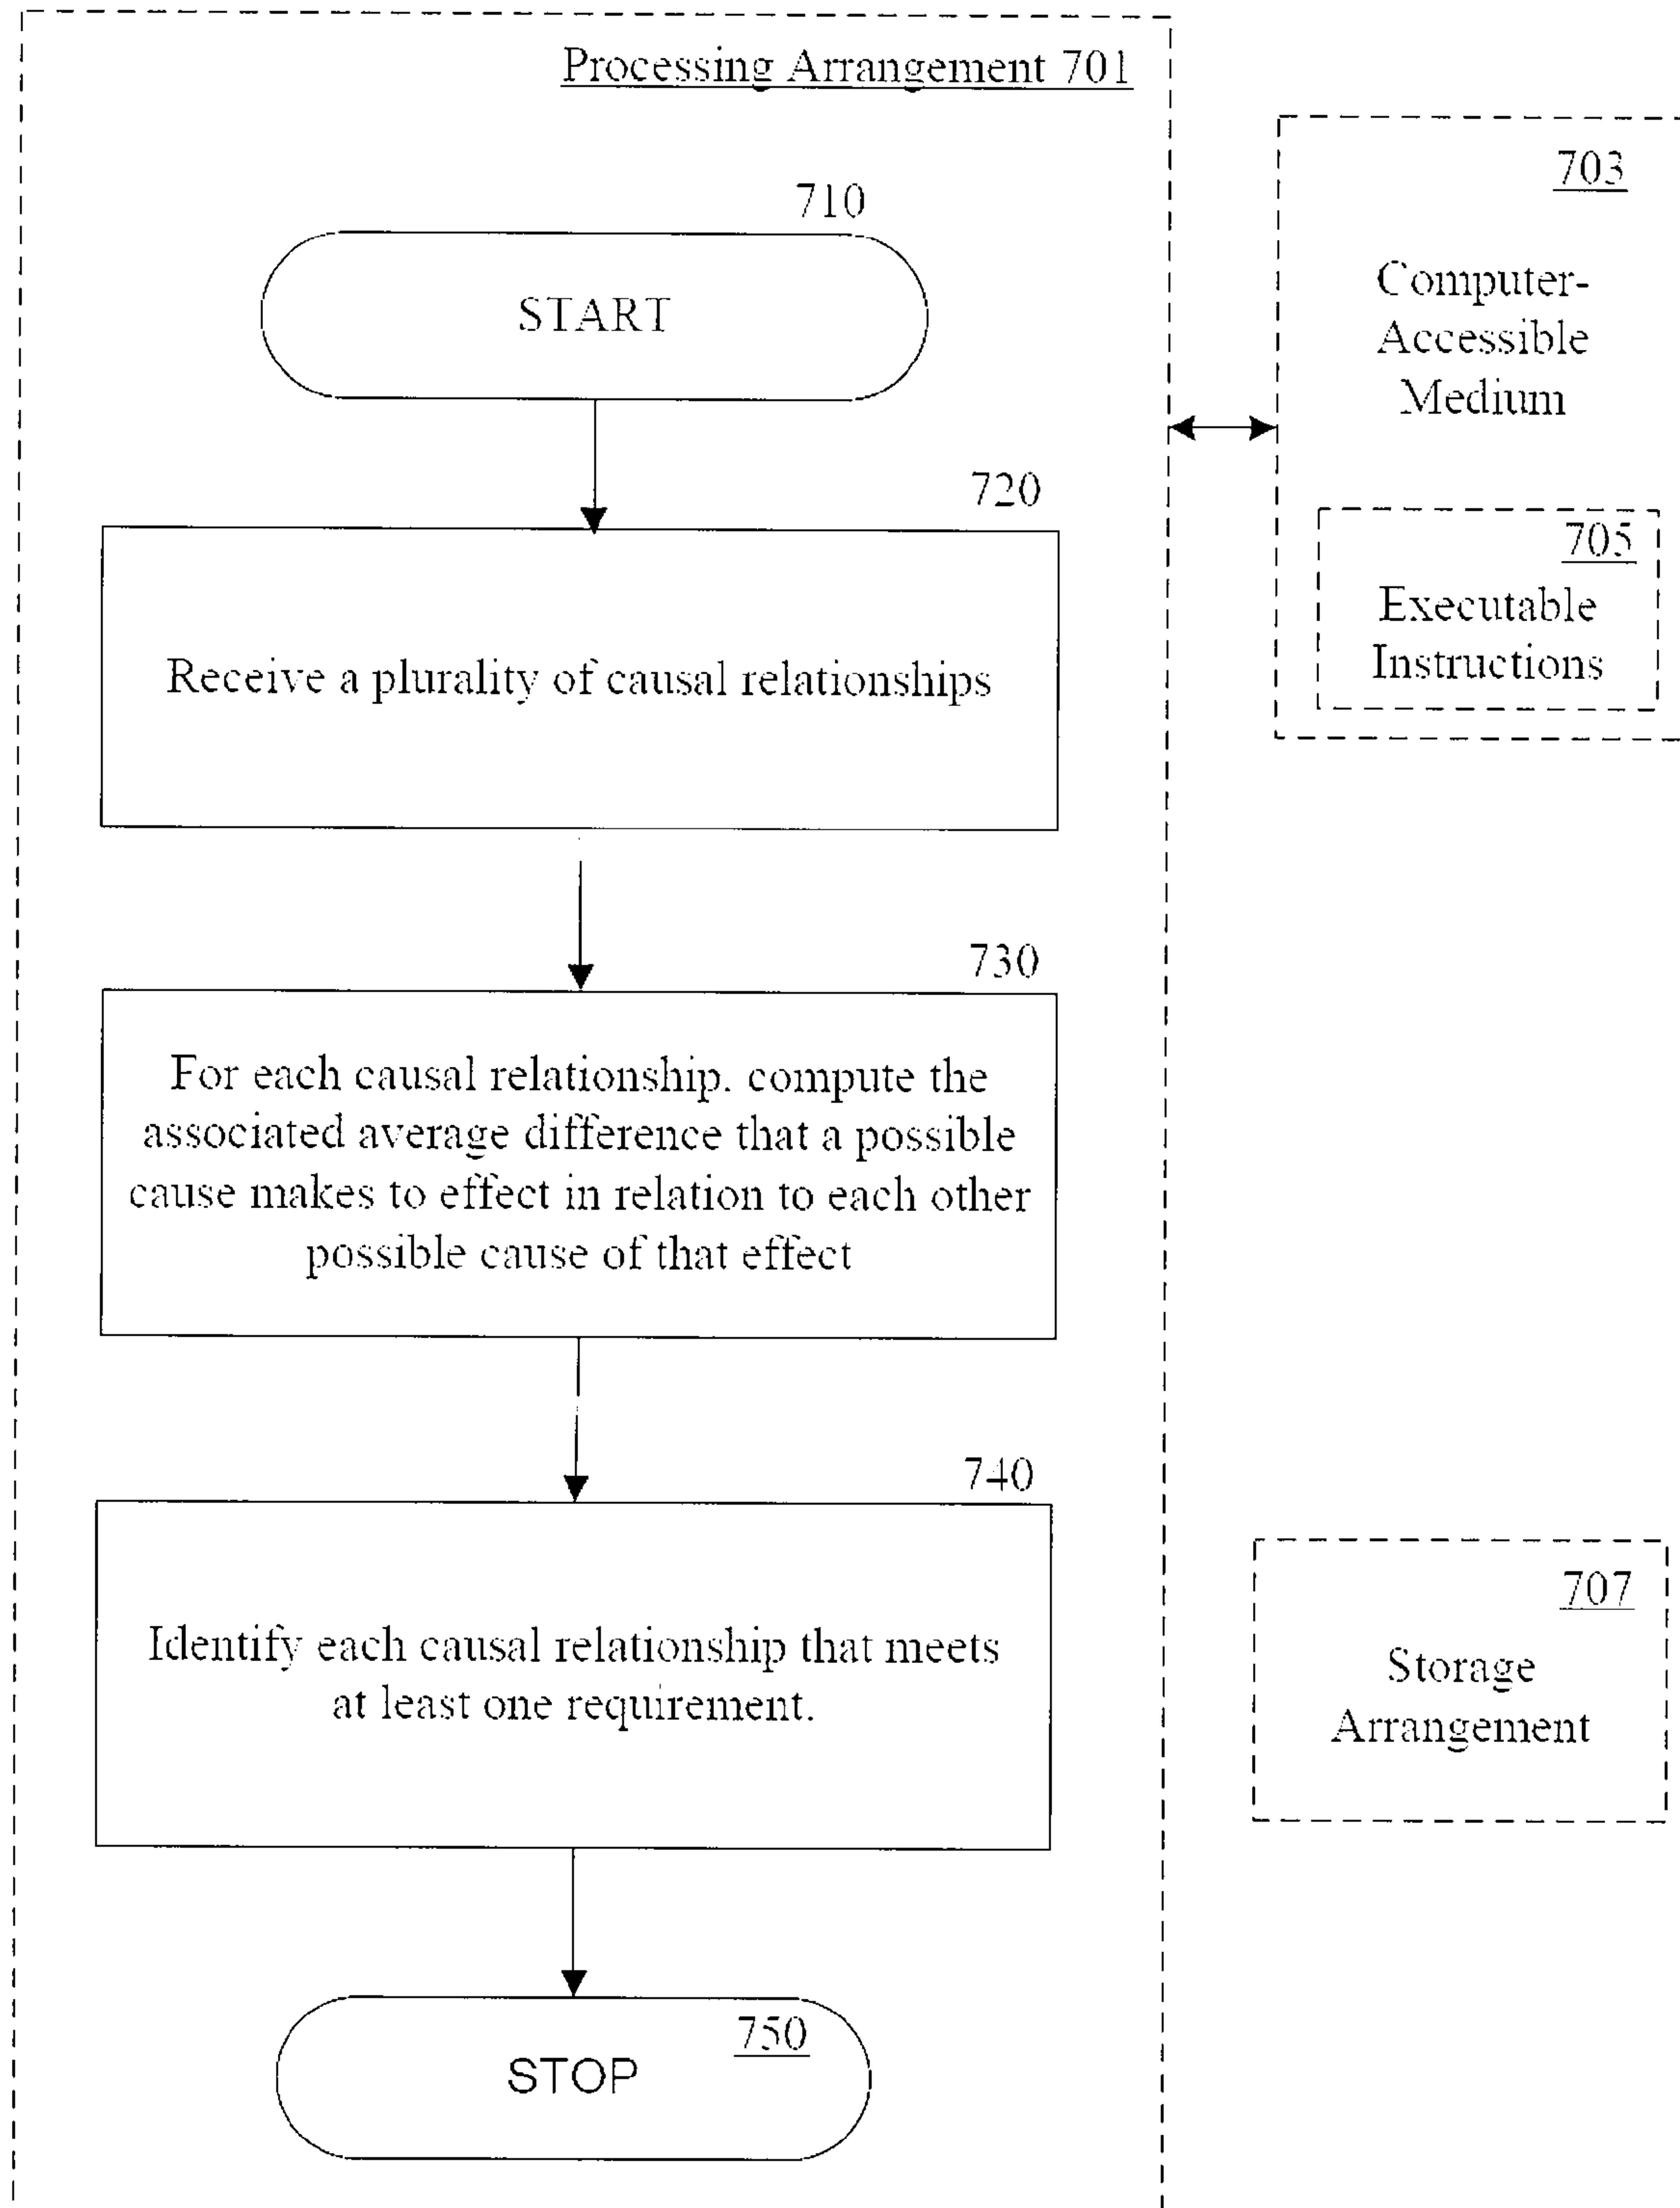 Processing Arrangement 701
710
START
720
Receive a plurality of causal relationships
730
For each causal relationship. compute the
associated average difference that a possible
cause makes to effect in relation to each other
possible cause of that effect
740
Identify each causal relationship that meets
at least one requirement.
750
STOP
703
Computer-
Accessible
Medium
705
Executable
Instructions
707
Storage
Arrangement